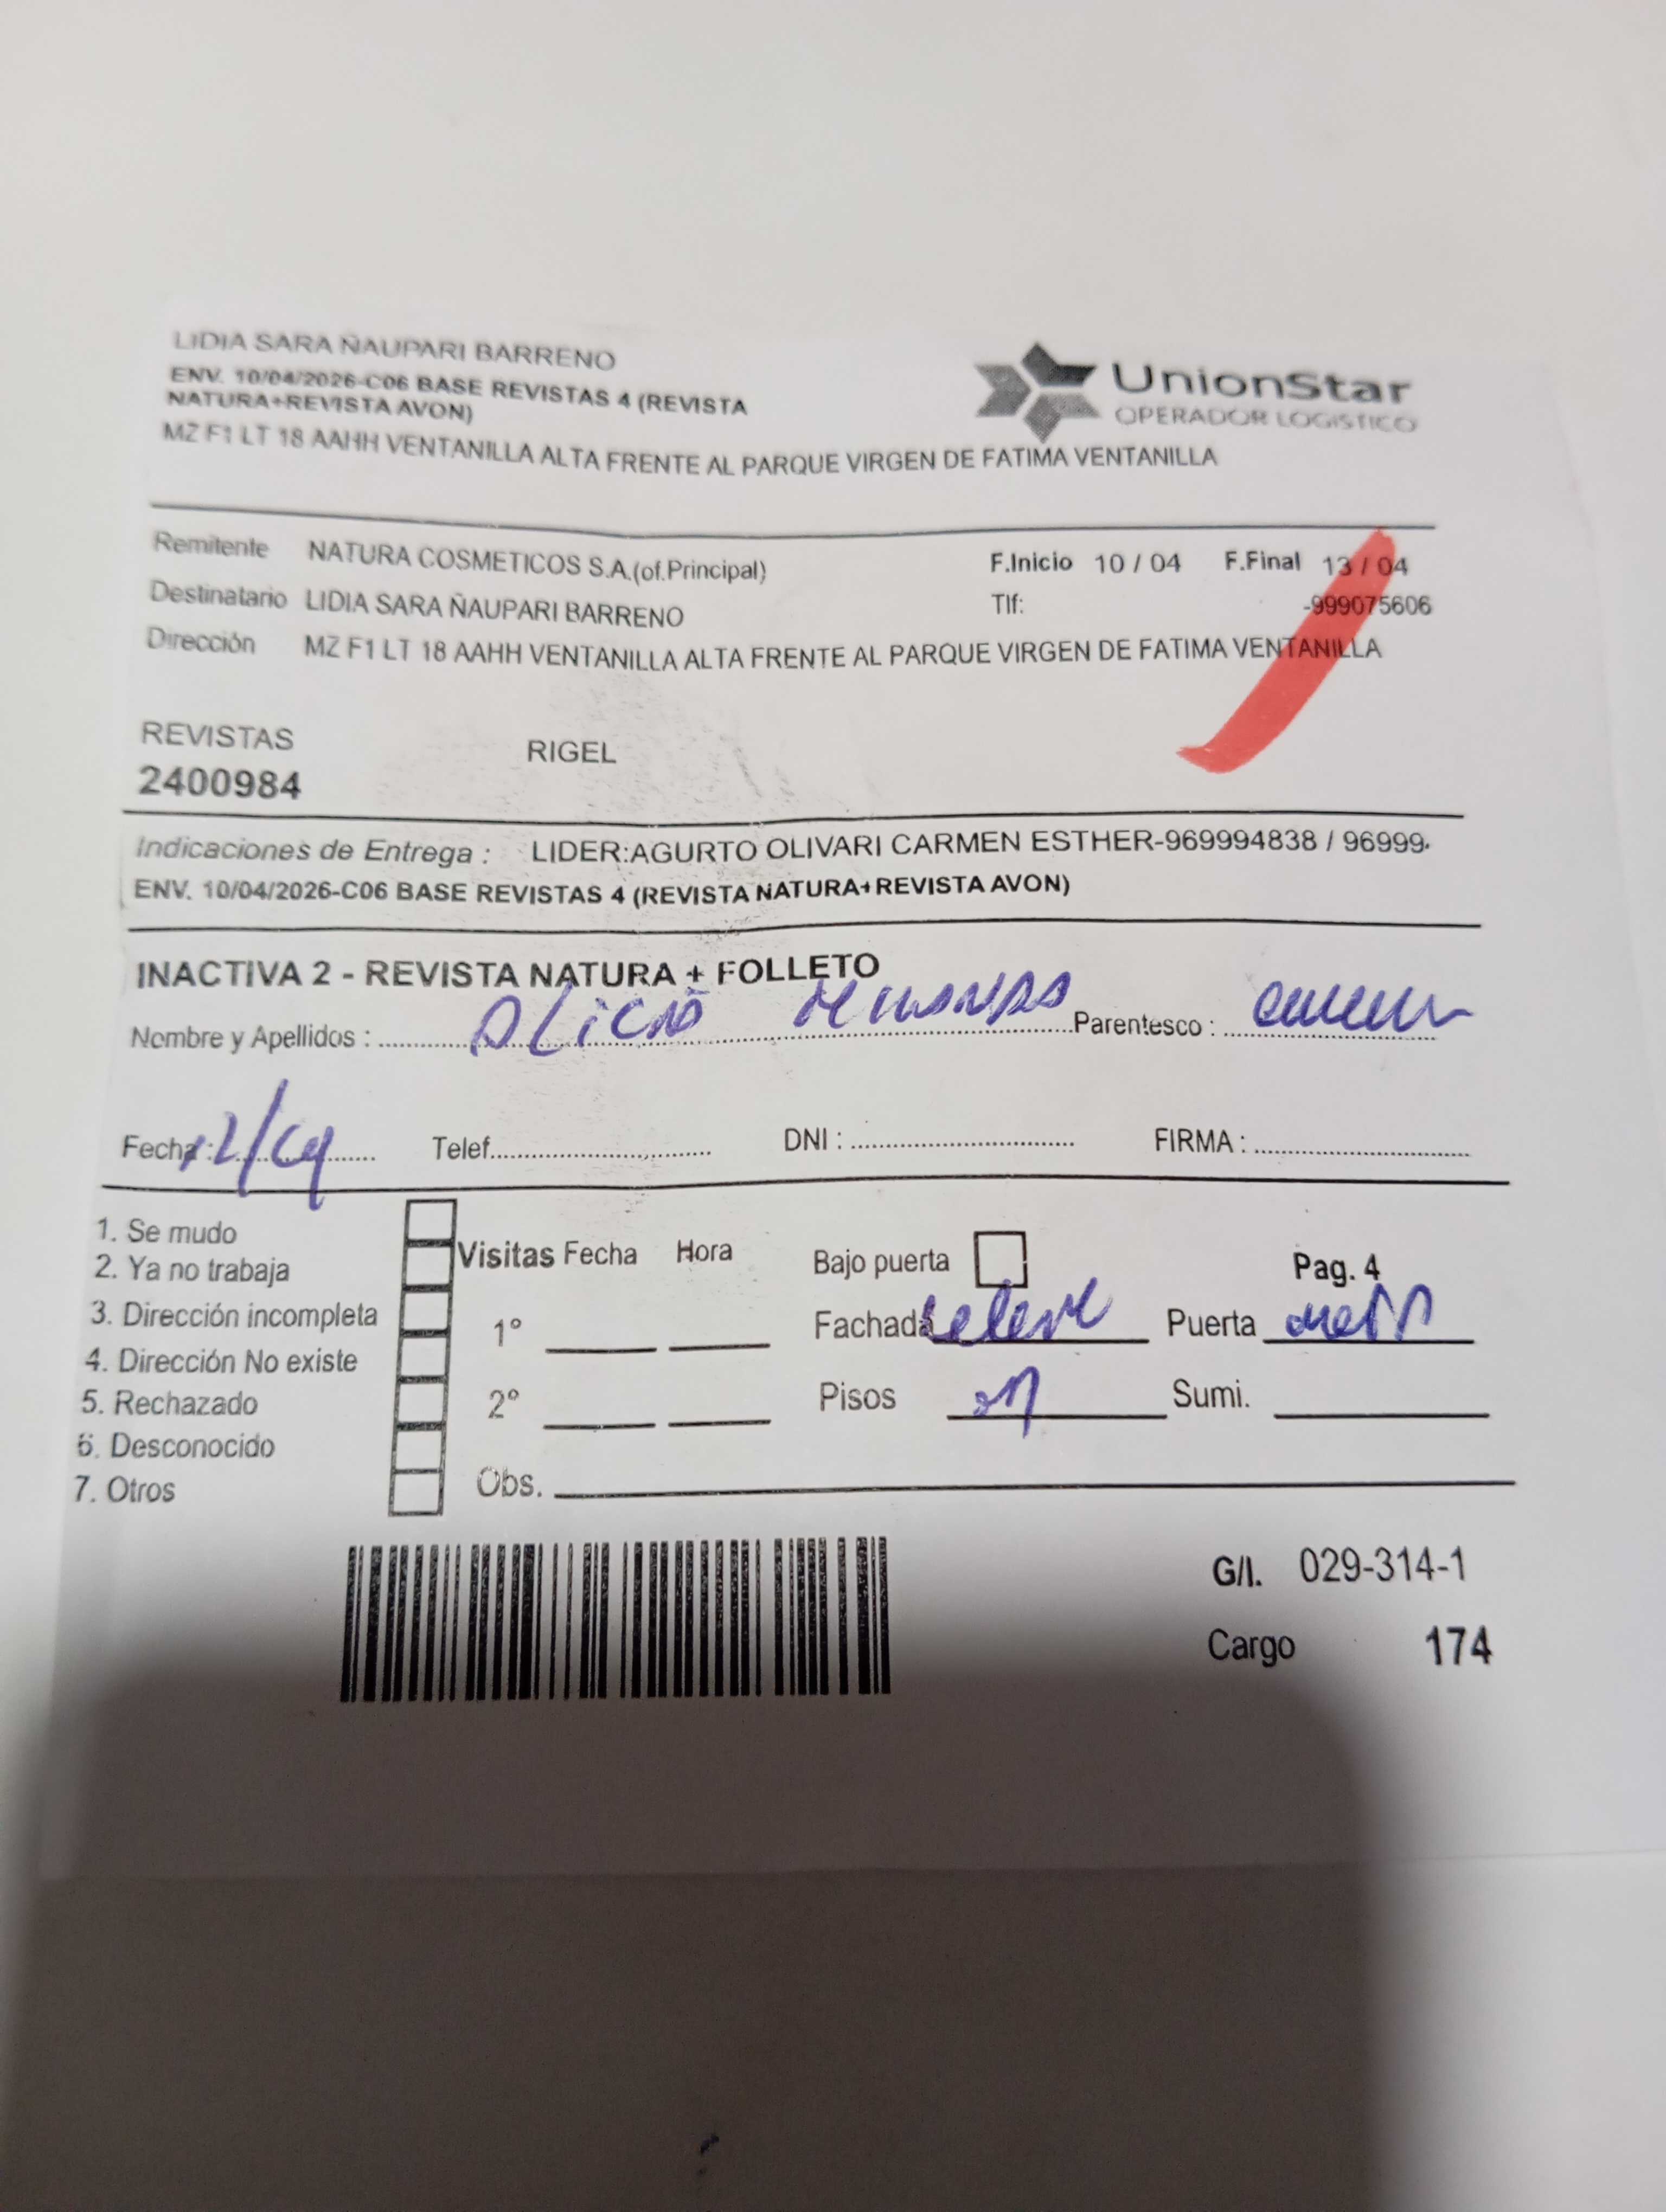 LIDIA SARA ÑAUPARI BARRENO
ENV. 10/04/2026-C06 BASE REVISTAS 4 (REVISTA
NATURA+REVISTA AVON)
MZ F1 LT 18 AAHH VENTANILLA ALTA FRENTE AL PARQUE VIRGEN DE FATIMA VENTANILLA
UnionStar
OPERADOR LOGISTICO
Remitente NATURA COSMETICOS S.A.(of.Principal) F.Inicio 10 / 04 F.Final 13 / 04
Destinatario LIDIA SARA ÑAUPARI BARRENO Tlf: -999075606
Dirección MZ F1 LT 18 AAHH VENTANILLA ALTA FRENTE AL PARQUE VIRGEN DE FATIMA VENTANILLA
REVISTAS RIGEL
2400984
Indicaciones de Entrega : LIDER:AGURTO OLIVARI CARMEN ESTHER-969994838 / 96999
ENV. 10/04/2026-C06 BASE REVISTAS 4 (REVISTA NATURA+REVISTA AVON)
INACTIVA 2 - REVISTA NATURA + FOLLETO
Nombre y Apellidos : Alicia Parentesco :
Fecha : 12/04 Telef. DNI : FIRMA :
1. Se mudo
2. Ya no trabaja
3. Dirección incompleta
4. Dirección No existe
5. Rechazado
6. Desconocido
7. Otros
Visitas Fecha Hora
1°
2°
Obs.
Bajo puerta Pag. 4
Fachada Puerta
Pisos Sumi.
G/I. 029-314-1
Cargo 174